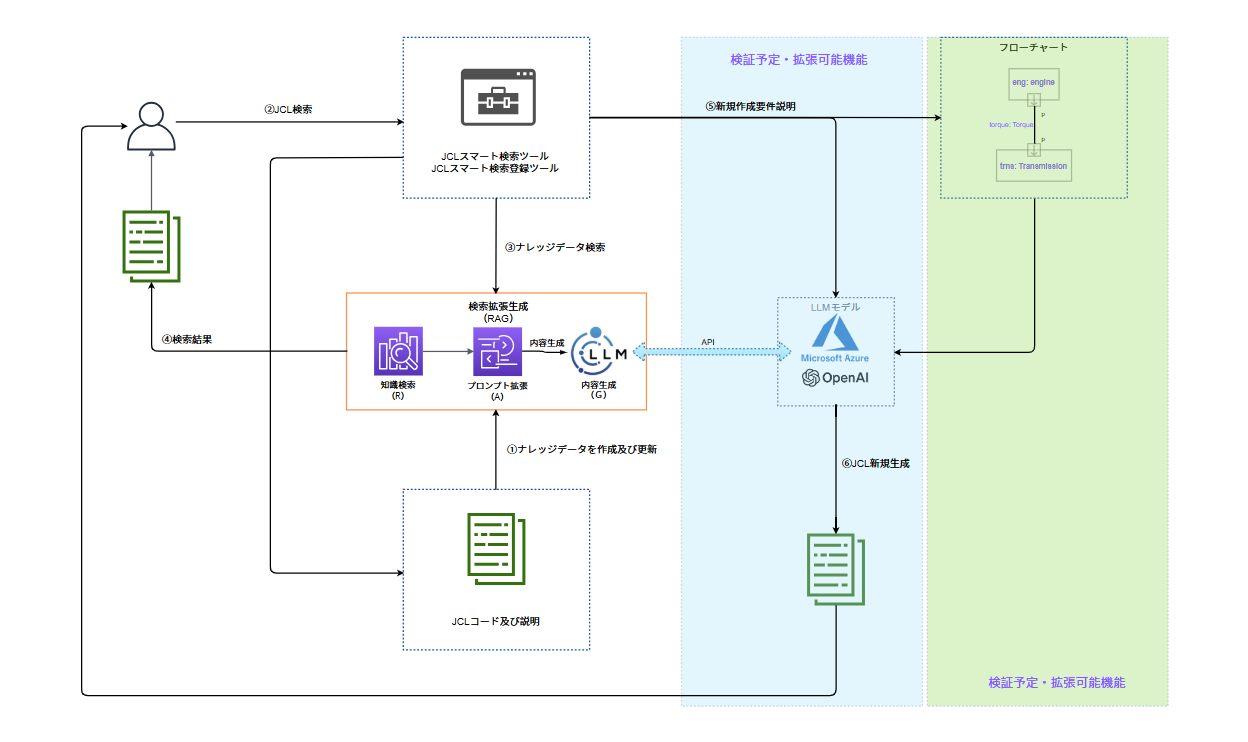 検証予定・拡張可能機能
フローチャート
eng: engine
P
torque: Torque
P
trns: Transmission
②JCL検索
⑤新規作成要件説明
JCLスマート検索ツール
JCLスマート検索登録ツール
③ナレッジデータ検索
検索拡張生成
(RAG)
内容生成
LLM
知識検索
(R)
プロンプト拡張
(A)
内容生成
(G)
④検索結果
API
LLMモデル
Microsoft Azure
OpenAI
①ナレッジデータを作成及び更新
⑥JCL新規生成
JCLコード及び説明
検証予定・拡張可能機能